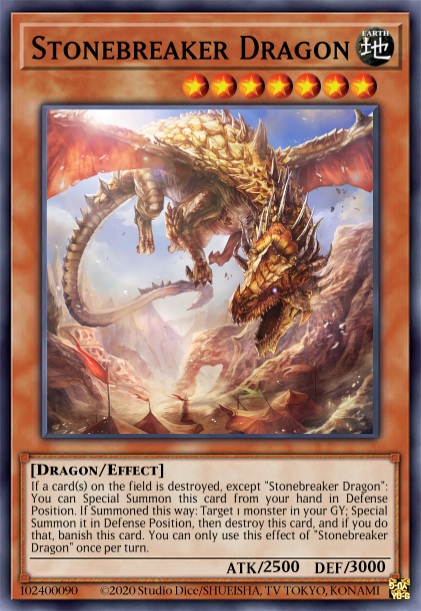 STONEBREAKER DRAGON
EARTH
地
[DRAGON/EFFECT]
If a card(s) on the field is destroyed, except "Stonebreaker Dragon":
You can Special Summon this card from your hand in Defense
Position. If Summoned this way: Target 1 monster in your GY; Special
Summon it in Defense Position, then destroy this card, and if you do
that, banish this card. You can only use this effect of "Stonebreaker
Dragon" once per turn.
ATK/2500 DEF/3000
102400090 ©2020 Studio Dice/SHUEISHA, TV TOKYO, KONAMI